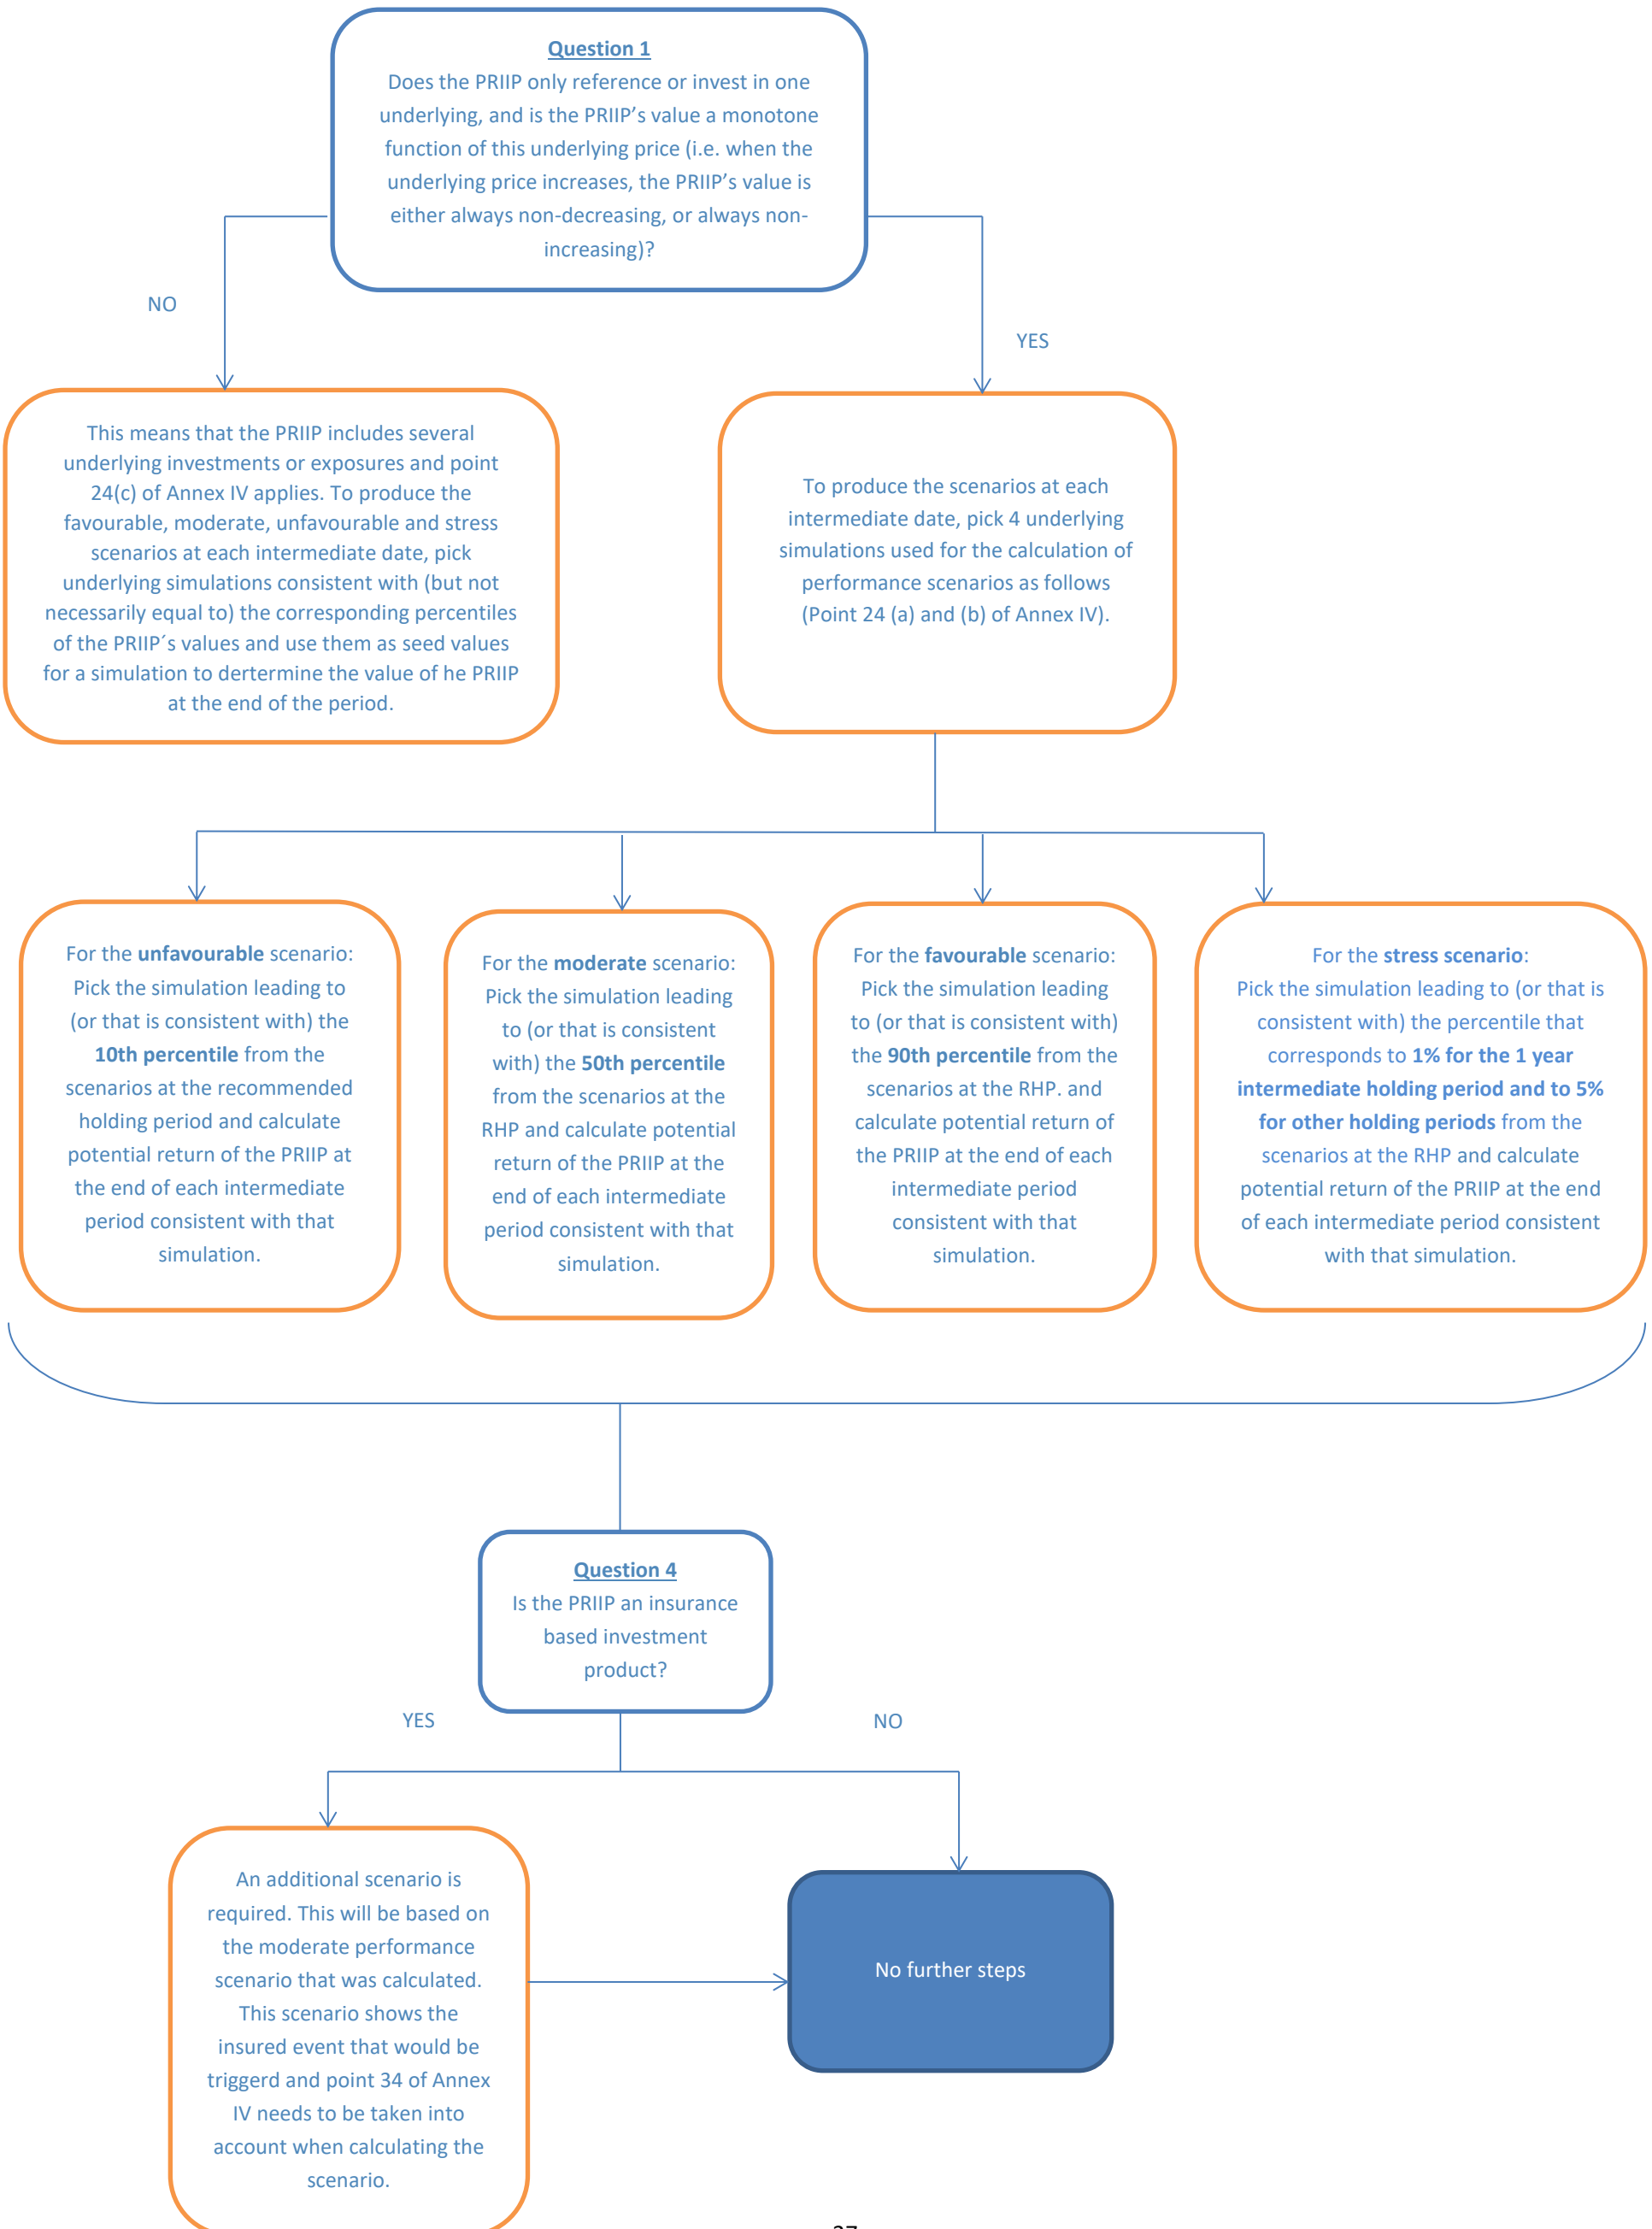 Question 1
Does the PRIIP only reference or invest in one
underlying, and is the PRIIP’s value a monotone
function of this underlying price (i.e. when the
underlying price increases, the PRIIP’s value is
either always non-decreasing, or always non-
increasing)?
NO
YES
This means that the PRIIP includes several
underlying investments or exposures and point
24(c) of Annex IV applies. To produce the
favourable, moderate, unfavourable and stress
scenarios at each intermediate date, pick
underlying simulations consistent with (but not
necessarily equal to) the corresponding percentiles
of the PRIIP´s values and use them as seed values
for a simulation to dertermine the value of he PRIIP
at the end of the period.
To produce the scenarios at each
intermediate date, pick 4 underlying
simulations used for the calculation of
performance scenarios as follows
(Point 24 (a) and (b) of Annex IV).
For the unfavourable scenario:
Pick the simulation leading to
(or that is consistent with) the
10th percentile from the
scenarios at the recommended
holding period and calculate
potential return of the PRIIP at
the end of each intermediate
period consistent with that
simulation.
For the moderate scenario:
Pick the simulation leading
to (or that is consistent
with) the 50th percentile
from the scenarios at the
RHP and calculate potential
return of the PRIIP at the
end of each intermediate
period consistent with that
simulation.
For the favourable scenario:
Pick the simulation leading
to (or that is consistent with)
the 90th percentile from the
scenarios at the RHP. and
calculate potential return of
the PRIIP at the end of each
intermediate period
consistent with that
simulation.
For the stress scenario:
Pick the simulation leading to (or that is
consistent with) the percentile that
corresponds to 1% for the 1 year
intermediate holding period and to 5%
for other holding periods from the
scenarios at the RHP and calculate
potential return of the PRIIP at the end
of each intermediate period consistent
with that simulation.
Question 4
Is the PRIIP an insurance
based investment
product?
YES
NO
An additional scenario is
required. This will be based on
the moderate performance
scenario that was calculated.
This scenario shows the
insured event that would be
triggerd and point 34 of Annex
IV needs to be taken into
account when calculating the
scenario.
No further steps